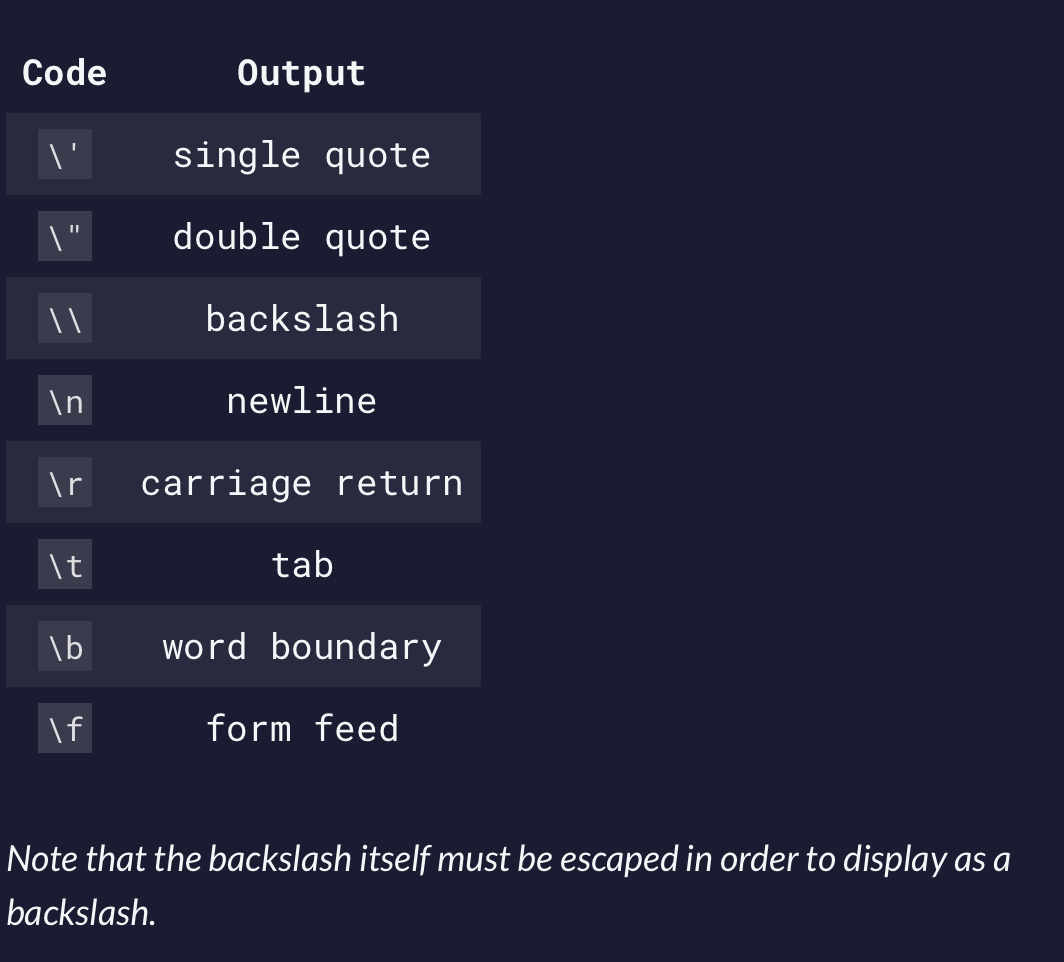 Code Output
\' single quote
\" double quote
\\ backslash
\n newline
\r carriage return
\t tab
\b word boundary
\f form feed
Note that the backslash itself must be escaped in order to display as a
backslash.